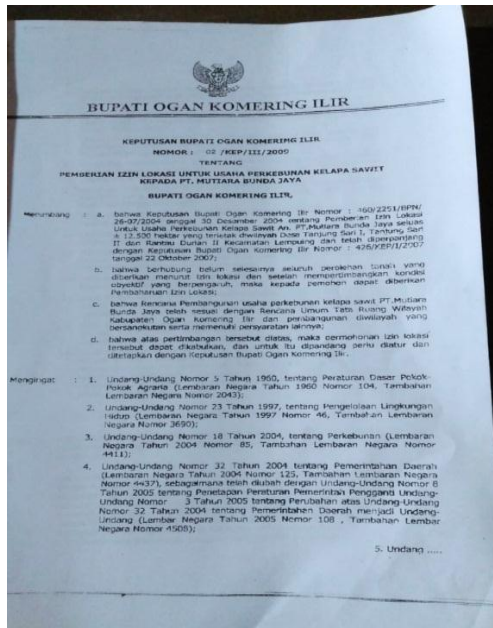 BUPATI OGAN KOMERING ILIR
KEPUTUSAN BUPATI OGAN KOMERING ILIR
NOMOR : 02 /KEP/III/2009
TENTANG
PEMBERIAN IZIN LOKASI UNTUK USAHA PERKEBUNAN KELAPA SAWIT
KEPADA PT. MUTIARA BUNDA JAYA
BUPATI OGAN KOMERING ILIR,
Menimbang : a. bahwa Keputusan Bupati Ogan Komering Ilir Nomor : 460/2251/BPN/
26-07/2004 tanggal 30 Desember 2004 tentang Pemberian Izin Lokasi
Untuk Usaha Perkebunan Kelapa Sawit An. PT.Mutiara Bunda Jaya seluas
± 12.500 hektar yang terletak diwilayah Desa Tanjung Sari I, Tanjung Sari
II dan Rantau Durian II Kecamatan Lempuing dan telah diperpanjang
dengan Keputusan Bupati Ogan Komering Ilir Nomor : 426/KEP/I/2007
tanggal 22 Oktober 2007;
b. bahwa berhubung belum selesainya seluruh perolehan tanah yang
diberikan menurut izin lokasi dan setelah mempertimbangkan kondisi
obyektif yang berpengaruh, maka kepada pemohon dapat diberikan
Pembaharuan Izin Lokasi;
c. bahwa Rencana Pembangunan usaha perkebunan kelapa sawit PT.Mutiara
Bunda Jaya telah sesuai dengan Rencana Umum Tata Ruang Wilayah
Kabupaten Ogan Komering Ilir dan pembangunan diwilayah yang
bersangkutan serta memenuhi persyaratan lainnya;
d. bahwa atas pertimbangan tersebut diatas, maka permohonan izin lokasi
tersebut dapat dikabulkan, dan untuk itu dipandang perlu diatur dan
ditetapkan dengan Keputusan Bupati Ogan Komering Ilir.
Mengingat : 1. Undang-Undang Nomor 5 Tahun 1960, tentang Peraturan Dasar Pokok-
Pokok Agraria (Lembaran Negara Tahun 1960 Nomor 104, Tambahan
Lembaran Negara Nomor 2043);
2. Undang-Undang Nomor 23 Tahun 1997, tentang Pengelolaan Lingkungan
Hidup (Lembaran Negara Tahun 1997 Nomor 46, Tambahan Lembaran
Negara Nomor 3690);
3. Undang-Undang Nomor 18 Tahun 2004, tentang Perkebunan (Lembaran
Negara Tahun 2004 Nomor 85, Tambahan Lembaran Negara Nomor
4411);
4. Undang-Undang Nomor 32 Tahun 2004 tentang Pemerintahan Daerah
(Lembaran Negara Tahun 2004 Nomor 125, Tambahan Lembaran Negara
Nomor 4437), sebagaimana telah diubah dengan Undang-Undang Nomor 8
Tahun 2005 tentang Penetapan Peraturan Pemerintah Pengganti Undang-
Undang Nomor 3 Tahun 2005 tentang Perubahan atas Undang-Undang
Nomor 32 Tahun 2004 tentang Pemerintahan Daerah menjadi Undang-
Undang (Lembar Negara Tahun 2005 Nomor 108 , Tambahan Lembar
Negara Nomor 4508);
5. Undang .....